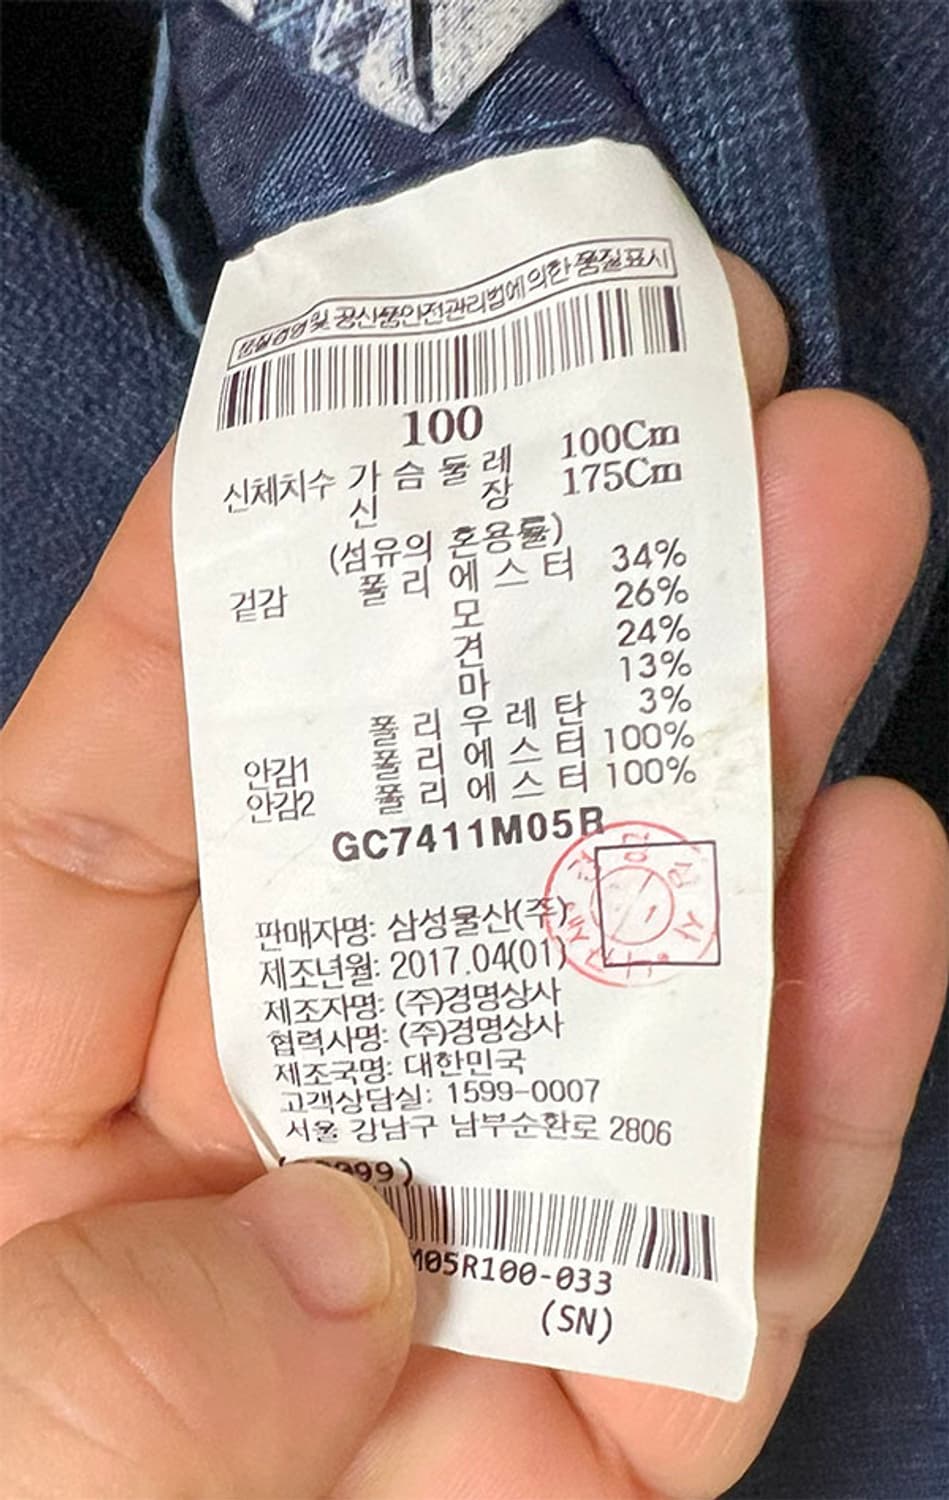 품질경영 및 공산품안전관리법에 의한 품질표시
100
신체치수 가슴둘레 100Cm
신장 175Cm
(섬유의 혼용률)
겉감 폴리에스터 34%
모 26%
견 24%
마 13%
폴리우레탄 3%
안감1 폴리에스터 100%
안감2 폴리에스터 100%
GC7411M05R
판매자명: 삼성물산(주)
제조년월: 2017.04(01)
제조자명: (주)경명상사
협력사명: (주)경명상사
제조국명: 대한민국
고객상담실: 1599-0007
서울 강남구 남부순환로 2806
999)
M05R100-033
(SN)